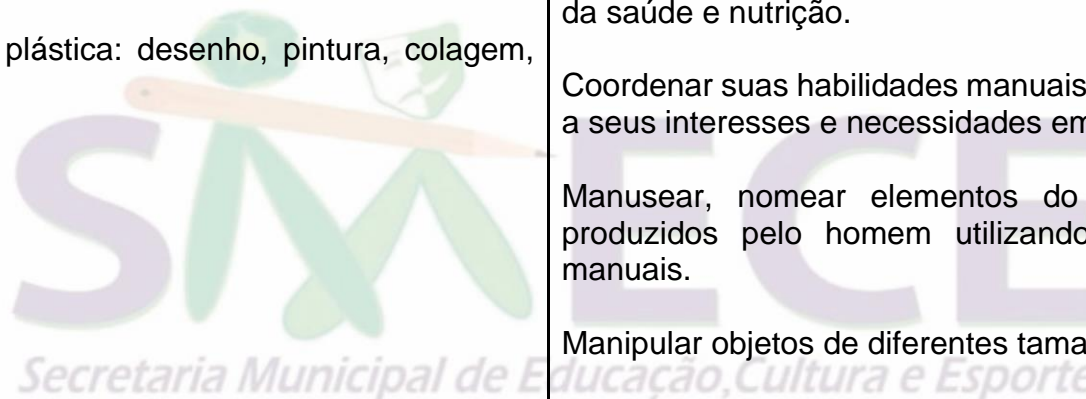 plástica: desenho, pintura, colagem,
da saúde e nutrição.
Coordenar suas habilidades manuais
a seus interesses e necessidades em
Manusear, nomear elementos do
produzidos pelo homem utilizando
manuais.
Manipular objetos de diferentes tama
SMECE
Secretaria Municipal de Educação,Cultura e Esporte